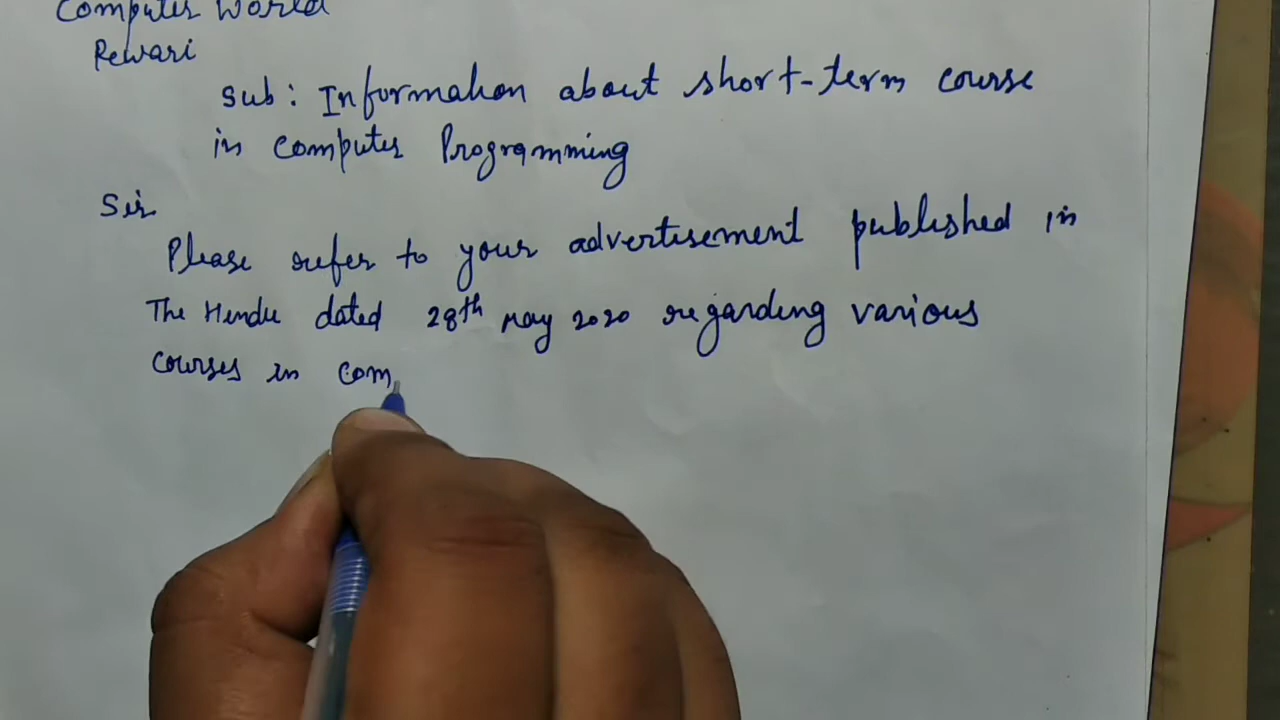 Computer World
Rewari
Sub: Information about short-term course
in Computer Programming
Sir
Please refer to your advertisement published in
The Hindu dated 28th may 2020 regarding various
courses in com